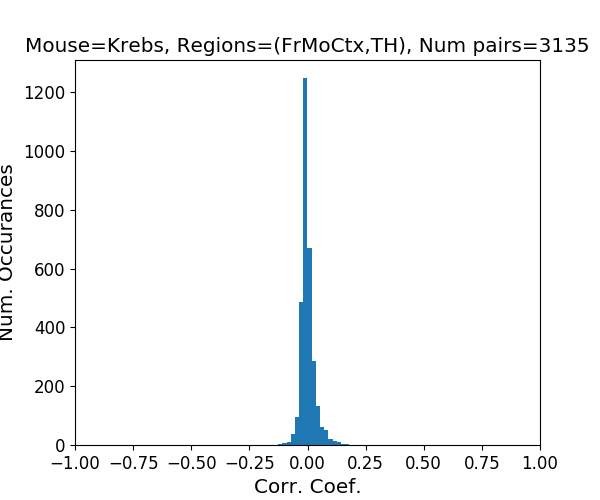 Mouse=Krebs, Regions=(FrMoCtx,TH), Num pairs=3135
1200
1000
800
600
400
200
0
Num. Occurances
−1.00 −0.75 −0.50 −0.25 0.00 0.25 0.50 0.75 1.00
Corr. Coef.